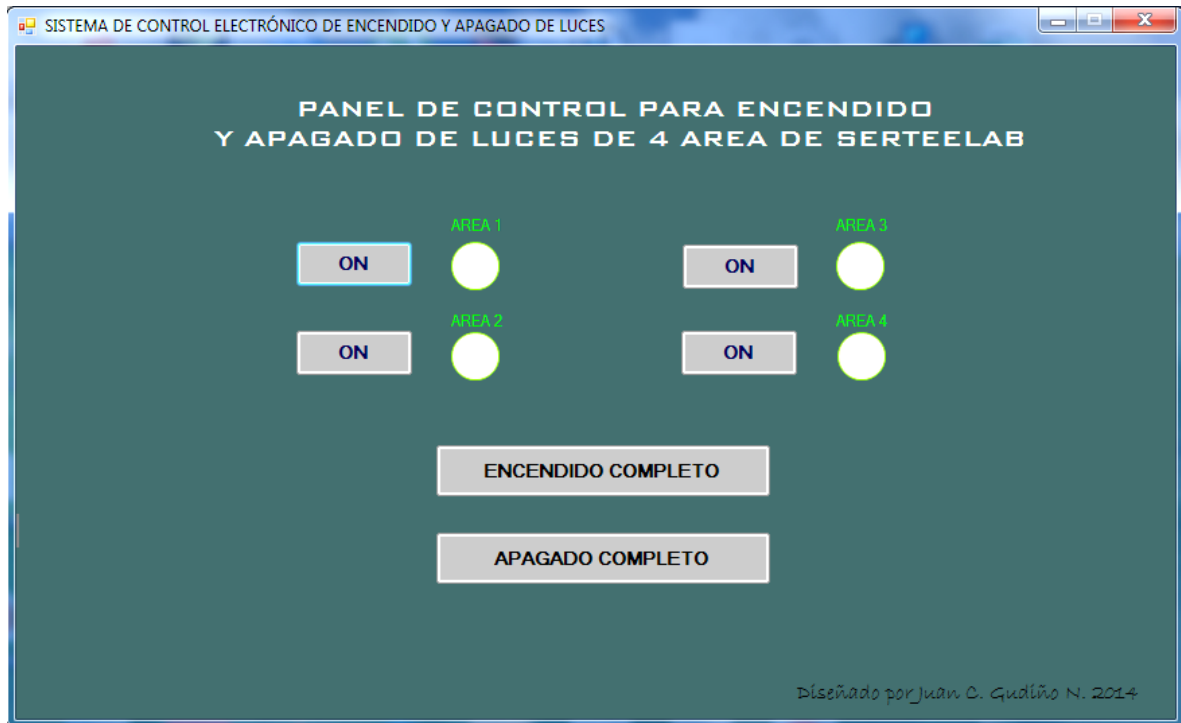 SISTEMA DE CONTROL ELECTRÓNICO DE ENCENDIDO Y APAGADO DE LUCES
PANEL DE CONTROL PARA ENCENDIDO
Y APAGADO DE LUCES DE 4 AREA DE SERTEELAB
AREA 1
ON
AREA 3
ON
AREA 2
ON
AREA 4
ON
ENCENDIDO COMPLETO
APAGADO COMPLETO
Diseñado por Juan C. Gudiño N. 2014